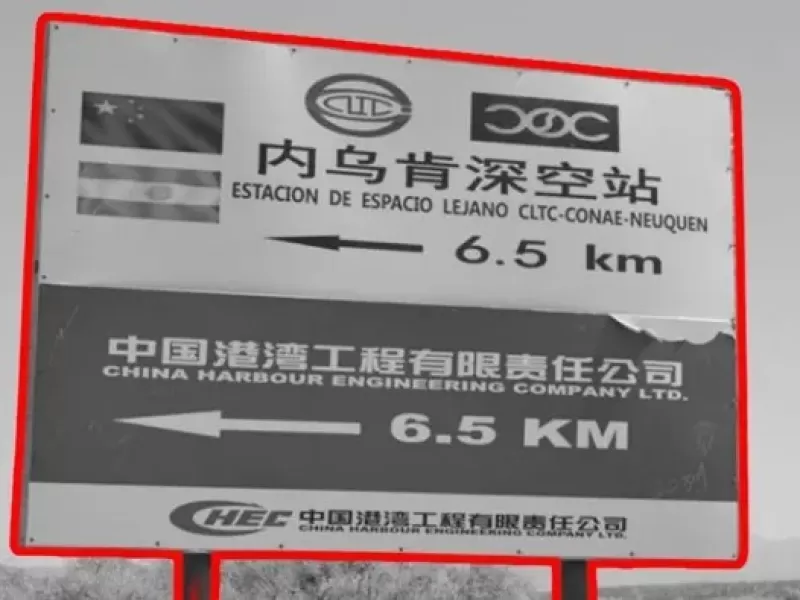 CLTC
内乌肯深空站
ESTACION DE ESPACIO LEJANO CLTC-CONAE-NEUQUEN
6.5 km
中国港湾工程有限责任公司
CHINA HARBOUR ENGINEERING COMPANY LTD.
6.5 KM
CHEC 中国港湾工程有限责任公司
CHINA HARBOUR ENGINEERING COMPANY LTD.